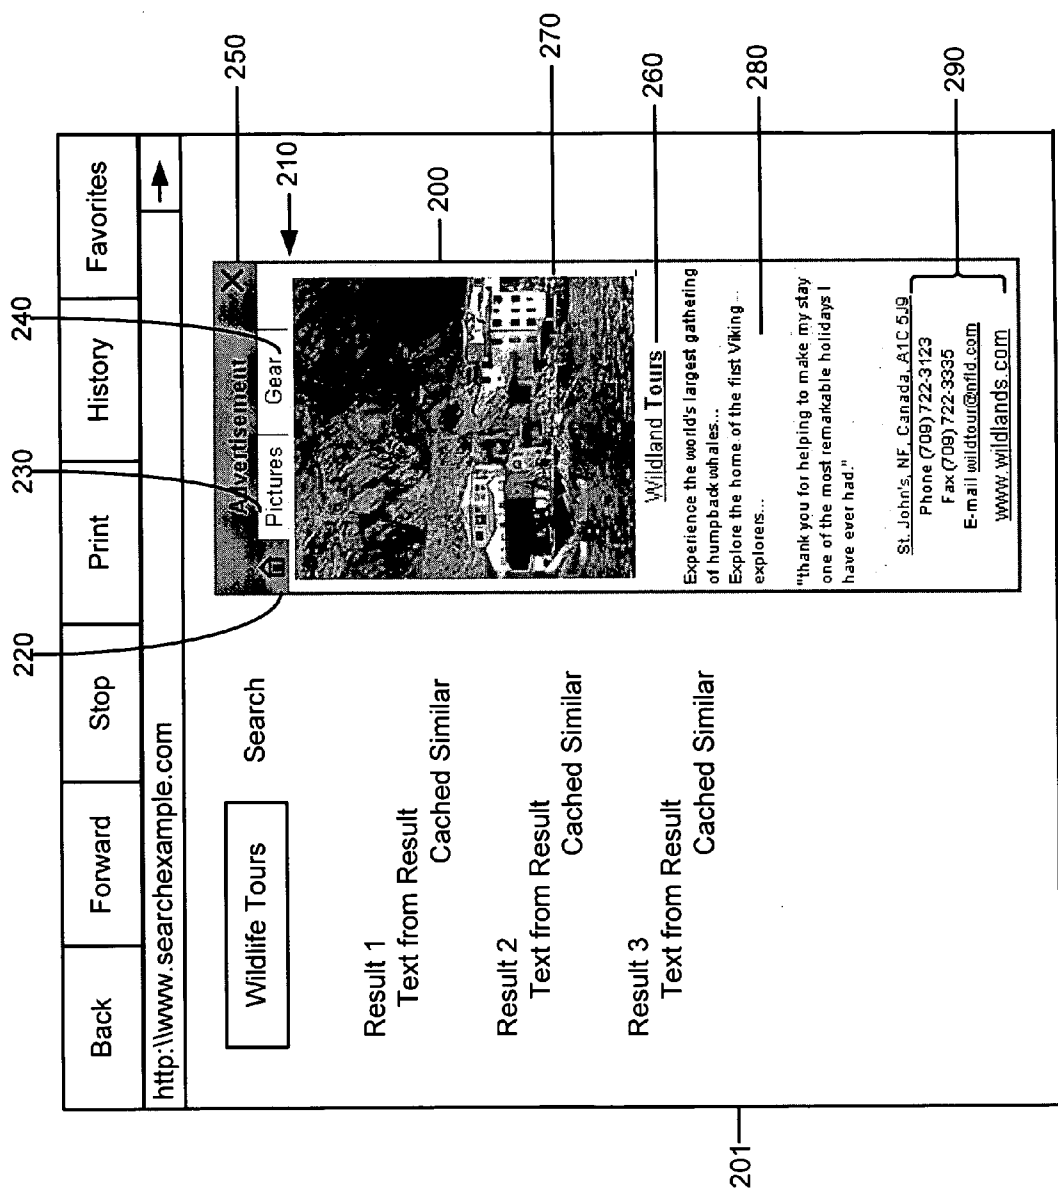 Back Forward Stop Print History Favorites
http:\\www.searchexample.com
Wildlife Tours Search
Result 1
Text from Result
Cached Similar
Result 2
Text from Result
Cached Similar
Result 3
Text from Result
Cached Similar
Advertisement
Pictures Gear
Wildland Tours
Experience the world's largest gathering
of humpback whales...
Explore the home of the first Viking
explorers...
"thank you for helping to make my stay
one of the most remarkable holidays I
have ever had."
St. John's, NF, Canada, A1C 5J9
Phone (709) 722-3123
Fax (709) 722-3335
E-mail wildtour@nfld.com
www.wildlands.com
201
220
230
240
250
210
200
270
260
280
290